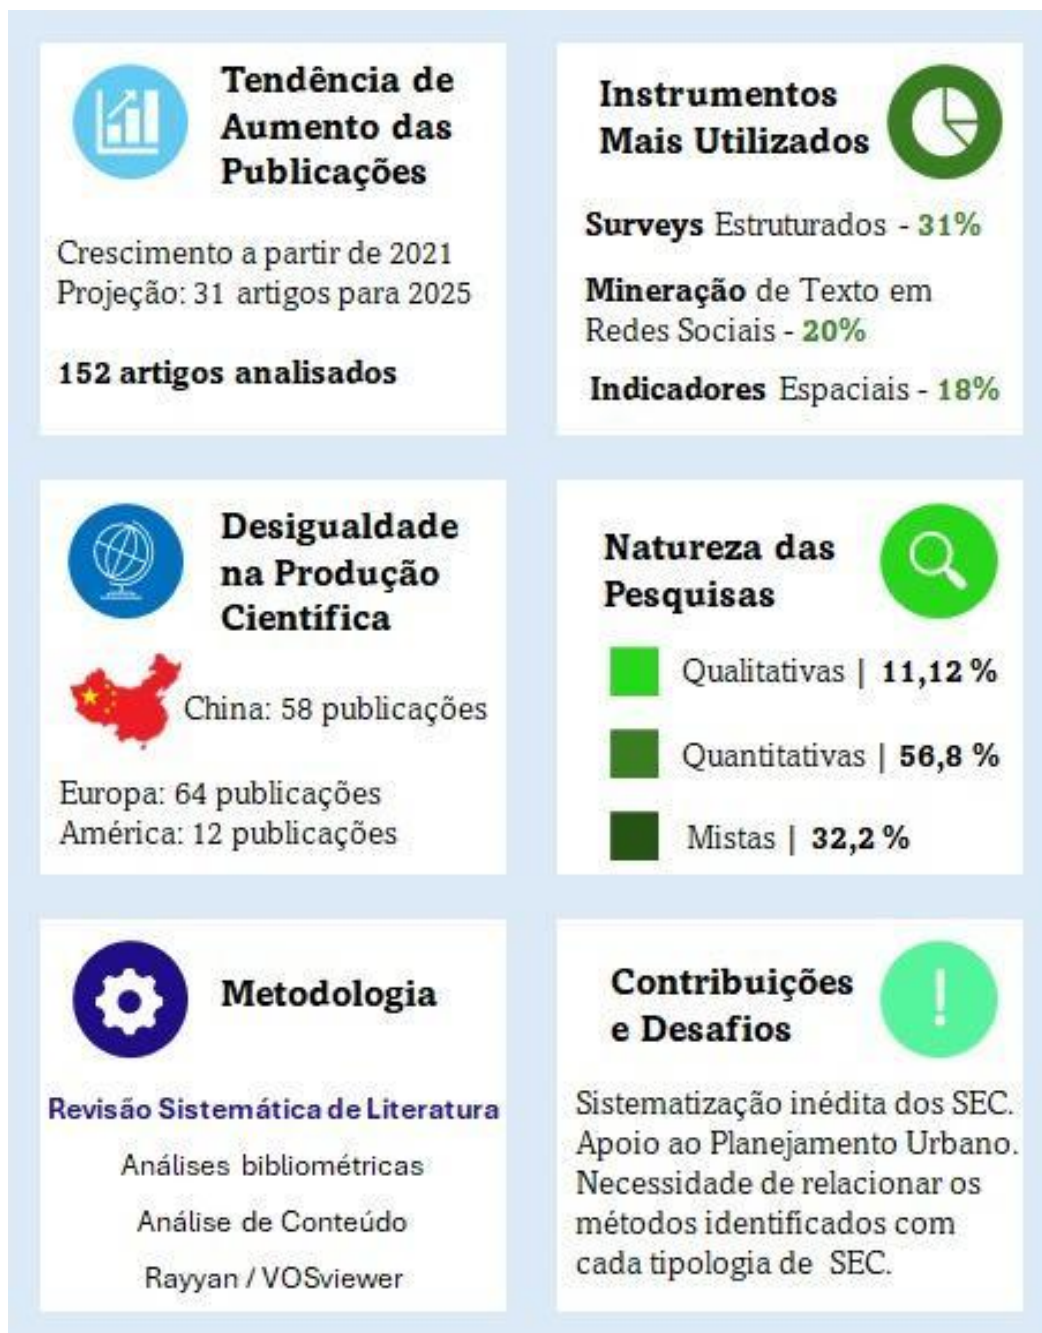 Tendência de
Aumento das
Publicações
Crescimento a partir de 2021
Projeção: 31 artigos para 2025
152 artigos analisados
Instrumentos
Mais Utilizados
Surveys Estruturados - 31%
Mineração de Texto em
Redes Sociais - 20%
Indicadores Espaciais - 18%
Desigualdade
na Produção
Científica
China: 58 publicações
Europa: 64 publicações
América: 12 publicações
Natureza das
Pesquisas
Qualitativas | 11,12 %
Quantitativas | 56,8 %
Mistas | 32,2 %
Metodologia
Revisão Sistemática de Literatura
Análises bibliométricas
Análise de Conteúdo
Rayyan / VOSviewer
Contribuições
e Desafios
Sistematização inédita dos SEC.
Apoio ao Planejamento Urbano.
Necessidade de relacionar os
métodos identificados com
cada tipologia de SEC.